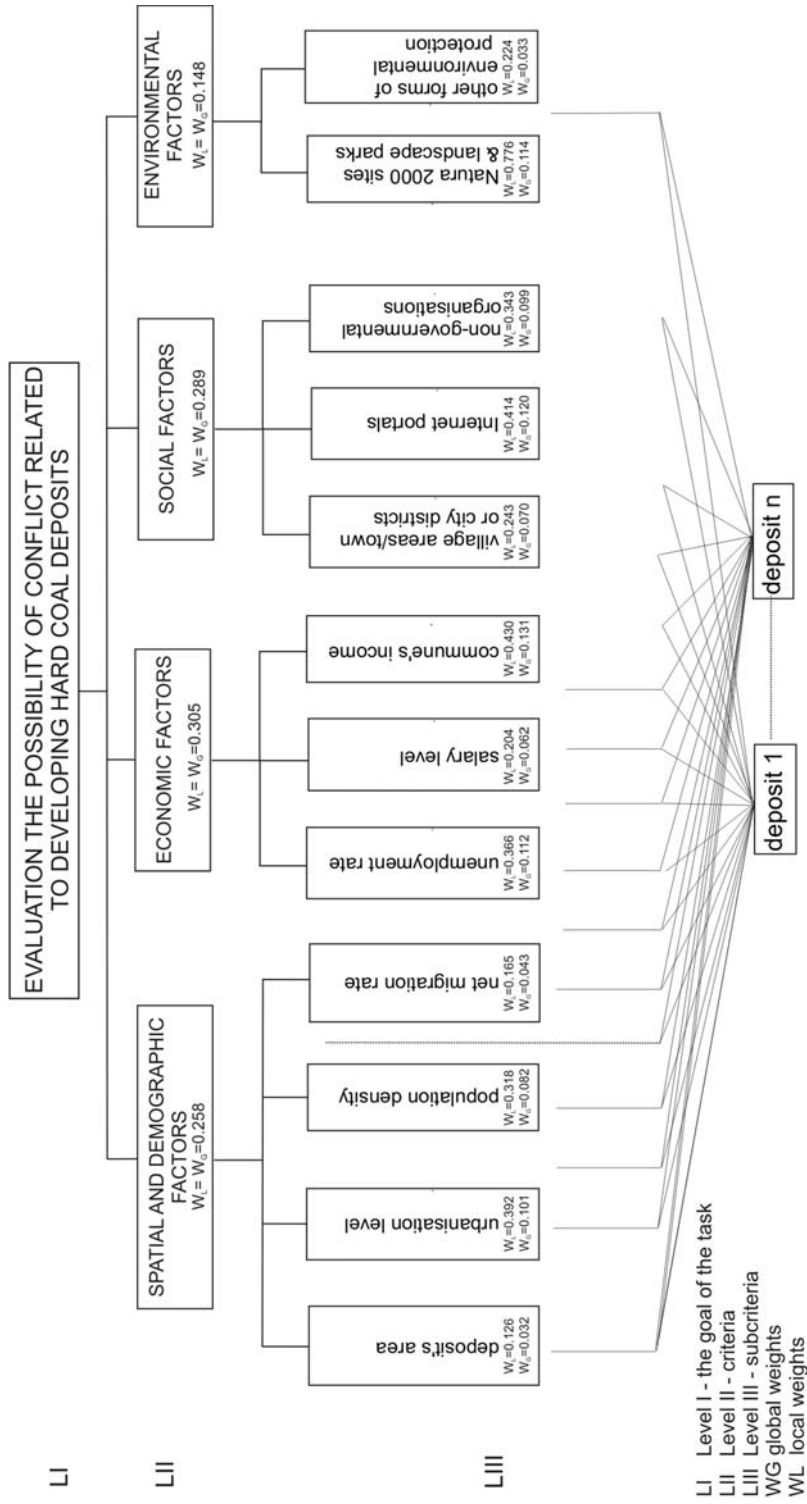 LI
EVALUATION THE POSSIBILITY OF CONFLICT RELATED
TO DEVELOPING HARD COAL DEPOSITS
LII
SPATIAL AND DEMOGRAPHIC
FACTORS
WL= WG=0.258
ECONOMIC FACTORS
WL= WG=0.305
SOCIAL FACTORS
WL= WG=0.289
ENVIRONMENTAL
FACTORS
WL= WG=0.148
LIII
deposit's area
WL=0.126
WG=0.032
urbanisation level
WL=0.392
WG=0.101
population density
WL=0.318
WG=0.082
net migration rate
WL=0.165
WG=0.043
unemployment rate
WL=0.366
WG=0.112
salary level
WL=0.204
WG=0.062
commune's income
WL=0.430
WG=0.131
village areas/town
or city districts
WL=0.243
WG=0.070
Internet portals
WL=0.414
WG=0.120
non-governmental
organisations
WL=0.343
WG=0.099
Natura 2000 sites
& landscape parks
WL=0.776
WG=0.114
other forms of
environmental
protection
WL=0.224
WG=0.033
deposit 1
deposit n
LI Level I - the goal of the task
LII Level II - criteria
LIII Level III - subcriteria
WG global weights
WL local weights